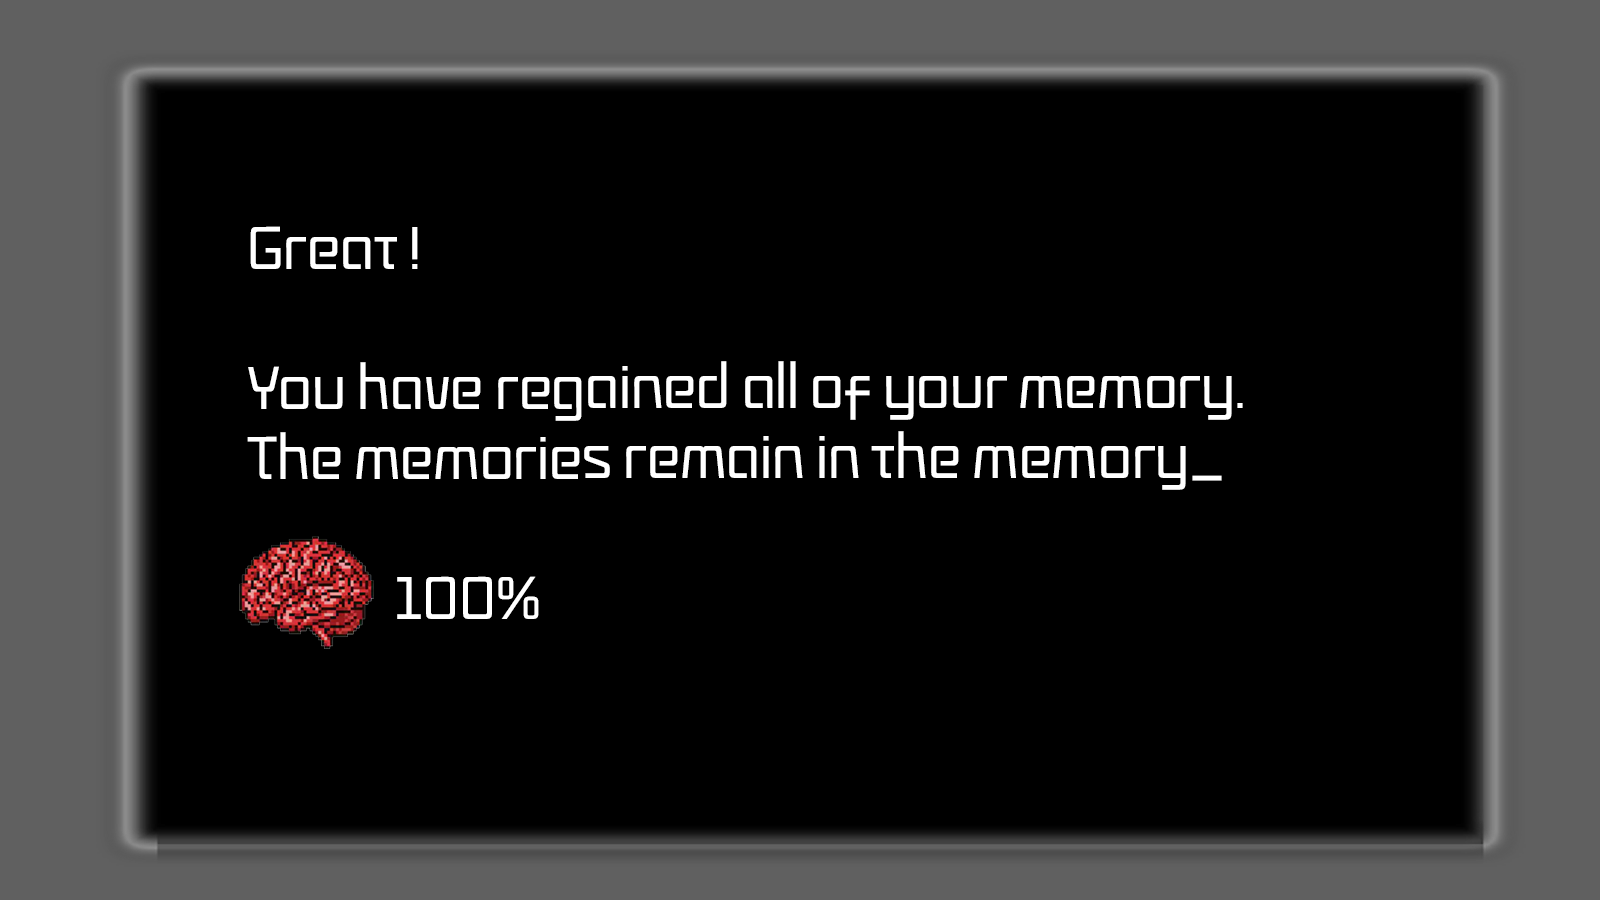 Great !
You have regained all of your memory.
The memories remain in the memory_
100%